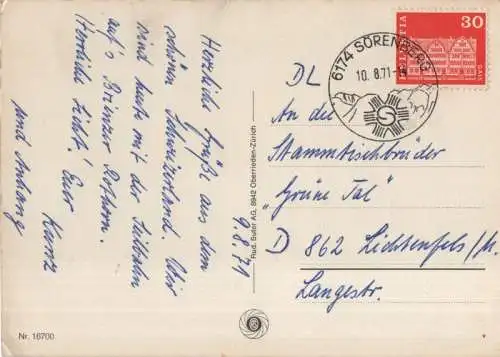 9.8.71
Herzliche Grüße aus dem
schönen Schweizerland. Wir
sind heute mit der Seilbahn
auf's Brienzer Rothorn.
Herrliche Sicht! Euer
Kunz
und Anhang
Nr. 16700
Rud. Suter AG, 8942 Oberrieden-Zürich
6174 SÖRENBERG
10.8.71-
S
HELVETIA
30
GAIS
DL
An die
Stammtischbrüder
"Grüne Tal"
D 862 Lichtenfels/M.
Langestr.